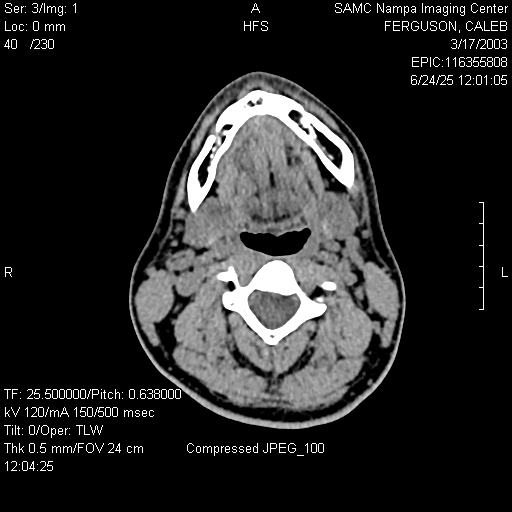 Ser: 3/Img: 1
Loc: 0 mm
40 /230
A
HFS
SAMC Nampa Imaging Center
FERGUSON, CALEB
3/17/2003
EPIC:116355808
6/24/25 12:01:05
R
L
TF: 25.500000/Pitch: 0.638000
kV 120/mA 150/500 msec
Tilt: 0/Oper: TLW
Thk 0.5 mm/FOV 24 cm
12:04:25
Compressed JPEG_100